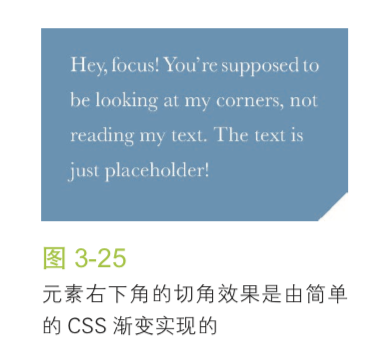 Hey, focus! You’re supposed to
be looking at my corners, not
reading my text. The text is
just placeholder!
图 3-25
元素右下角的切角效果是由简单
的 CSS 渐变实现的